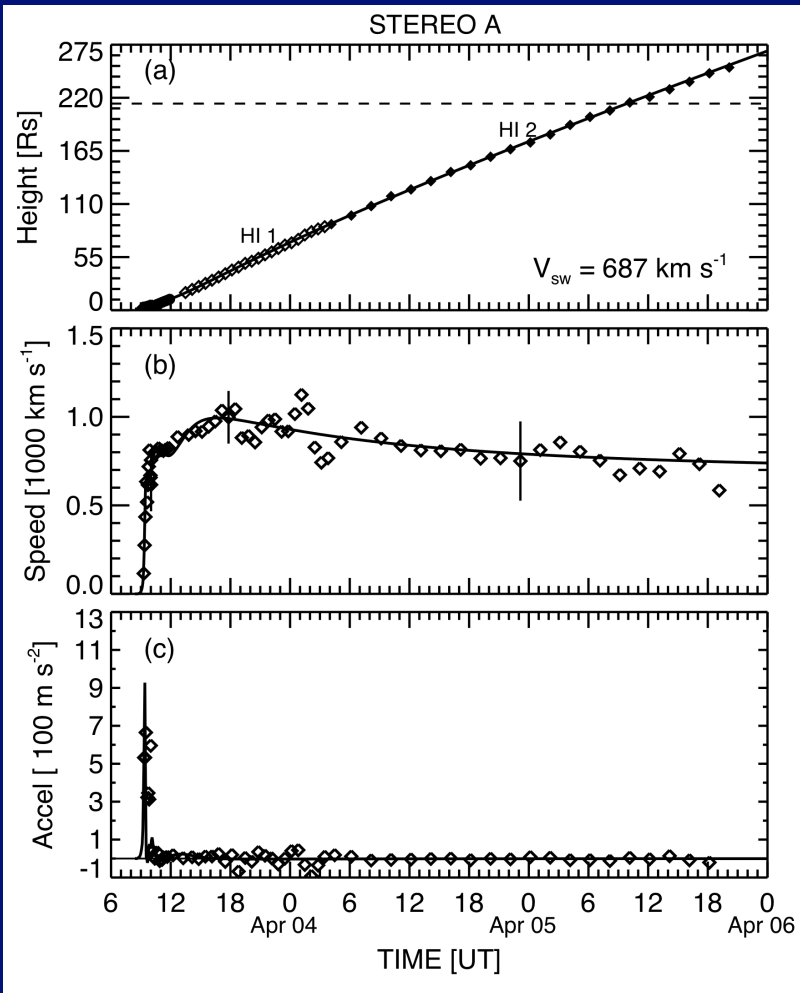 STEREO A
275
(a)
220
HI 2
165
Height [Rs]
110
HI 1
55
V_sw = 687 km s⁻¹
0
1.5
(b)
1.0
Speed [1000 km s⁻¹]
0.5
0.0
13
(c)
11
9
7
Accel [ 100 m s⁻²]
5
3
1
-1
6 12 18 0 6 12 18 0 6 12 18 0
Apr 04 Apr 05 Apr 06
TIME [UT]